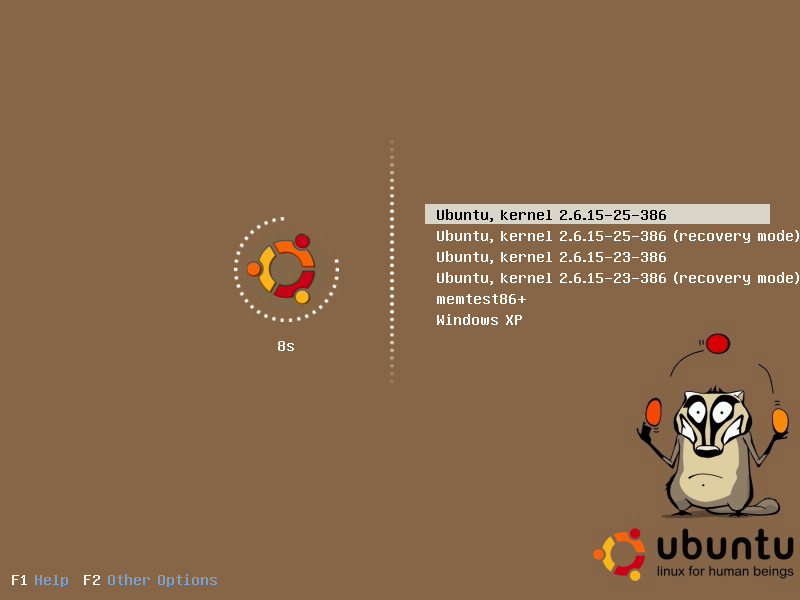 Ubuntu, kernel 2.6.15-25-386
Ubuntu, kernel 2.6.15-25-386 (recovery mode)
Ubuntu, kernel 2.6.15-23-386
Ubuntu, kernel 2.6.15-23-386 (recovery mode)
memtest86+
Windows XP
8s
ubuntu
linux for human beings
F1 Help F2 Other Options